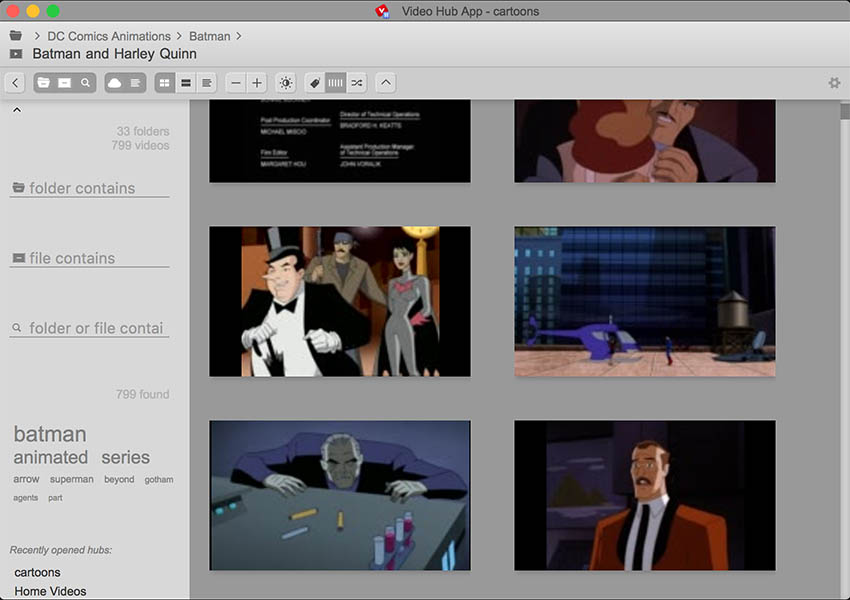 Video Hub App - cartoons
DC Comics Animations
Batman
Batman and Harley Quinn
33 folders
799 videos
folder contains
file contains
folder or file contai
799 found
batman
animated series
arrow superman beyond gotham
agents part
Recently opened hubs:
cartoons
Home Videos
Post Production Coordinator
MICHAEL MISCIO
Film Editor
MARGARET HOU
Director of Technical Operations
BRADFORD H. KEATTS
Assistant Production Manager
of Technical Operations
JOHN VORALIK